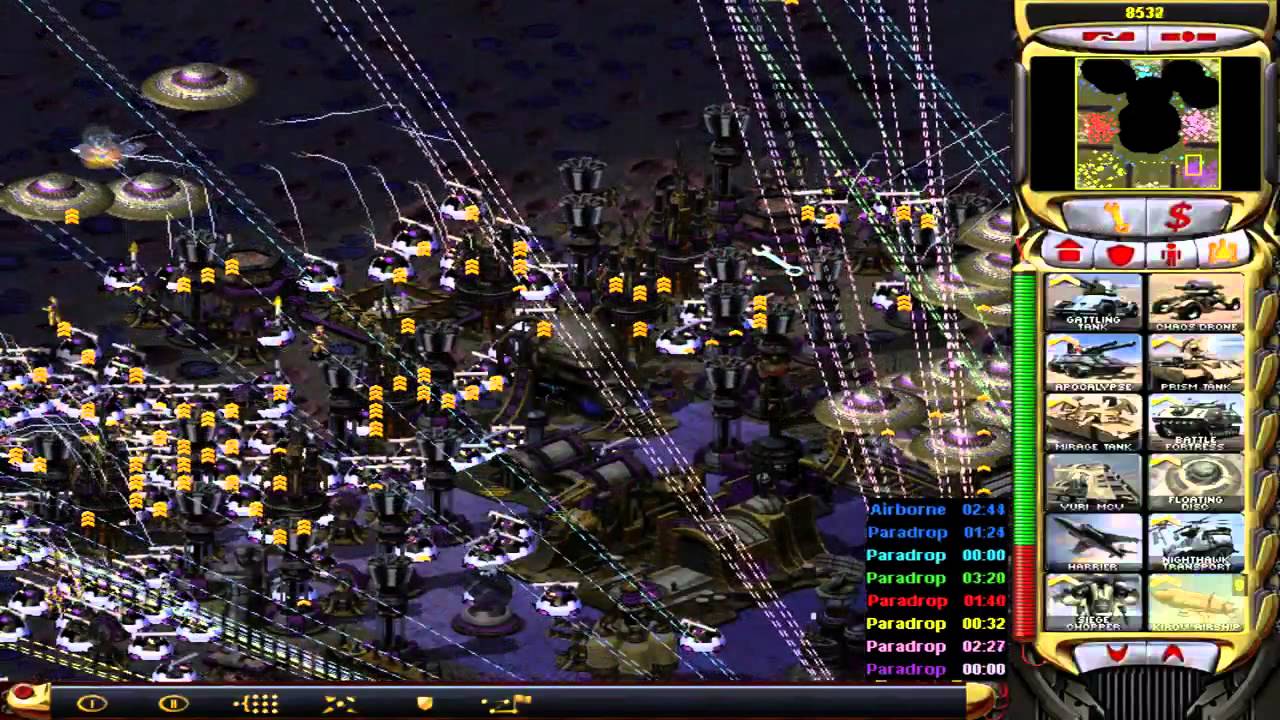 8532
GATTLING TANK
CHAOS DRONE
APOCALYPSE
PRISM TANK
MIRAGE TANK
BATTLE FORTRESS
YURI MCV
FLOATING DISC
HARRIER
NIGHTHAWK TRANSPORT
SIEGE CHOPPER
KIROV AIRSHIP
Airborne 02:44
Paradrop 01:24
Paradrop 00:00
Paradrop 03:20
Paradrop 01:40
Paradrop 00:32
Paradrop 02:27
Paradrop 00:00
I
II